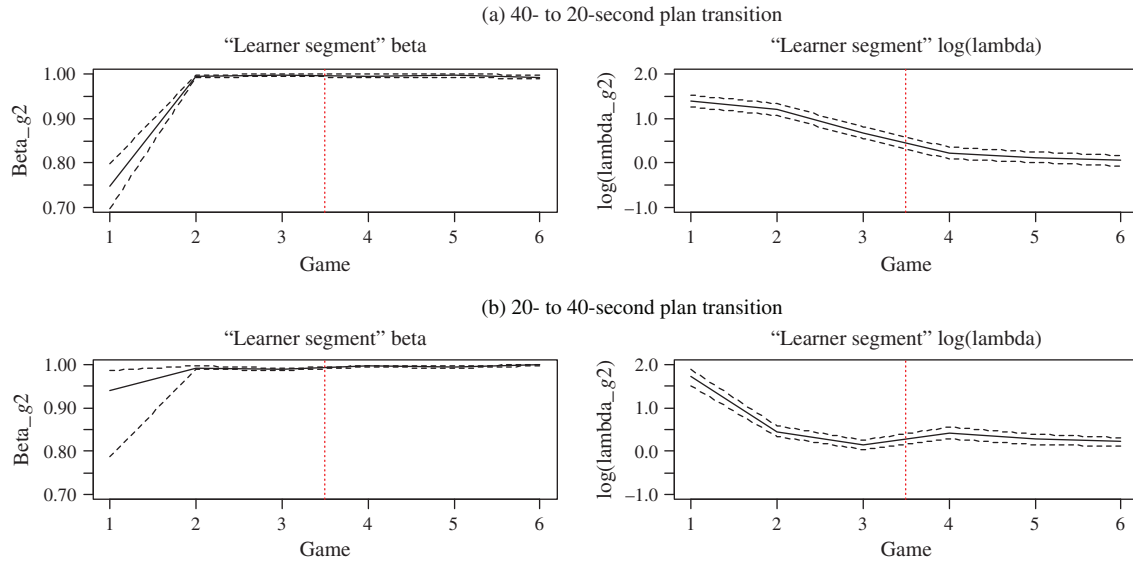 (a) 40- to 20-second plan transition
“Learner segment” beta
“Learner segment” log(lambda)
Beta_g2
1.00
0.90
0.80
0.70
1 2 3 4 5 6
Game
log(lambda_g2)
2.0
1.0
0.0
−1.0
1 2 3 4 5 6
Game
(b) 20- to 40-second plan transition
“Learner segment” beta
“Learner segment” log(lambda)
Beta_g2
1.00
0.90
0.80
0.70
1 2 3 4 5 6
Game
log(lambda_g2)
2.0
1.0
0.0
−1.0
1 2 3 4 5 6
Game